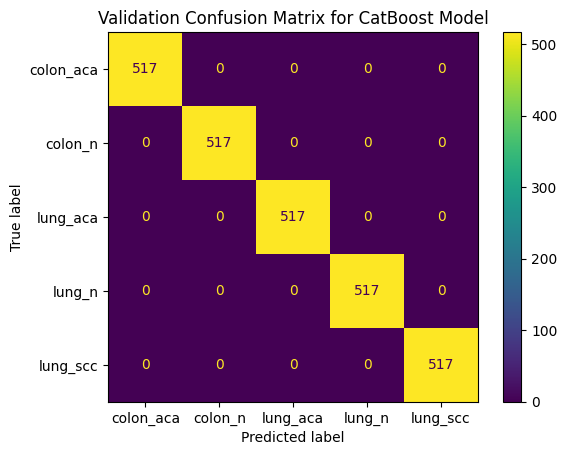 Validation Confusion Matrix for CatBoost Model
colon_aca 517 0 0 0 0
colon_n 0 517 0 0 0
lung_aca 0 0 517 0 0
lung_n 0 0 0 517 0
lung_scc 0 0 0 0 517
colon_aca colon_n lung_aca lung_n lung_scc
Predicted label
True label
500
400
300
200
100
0